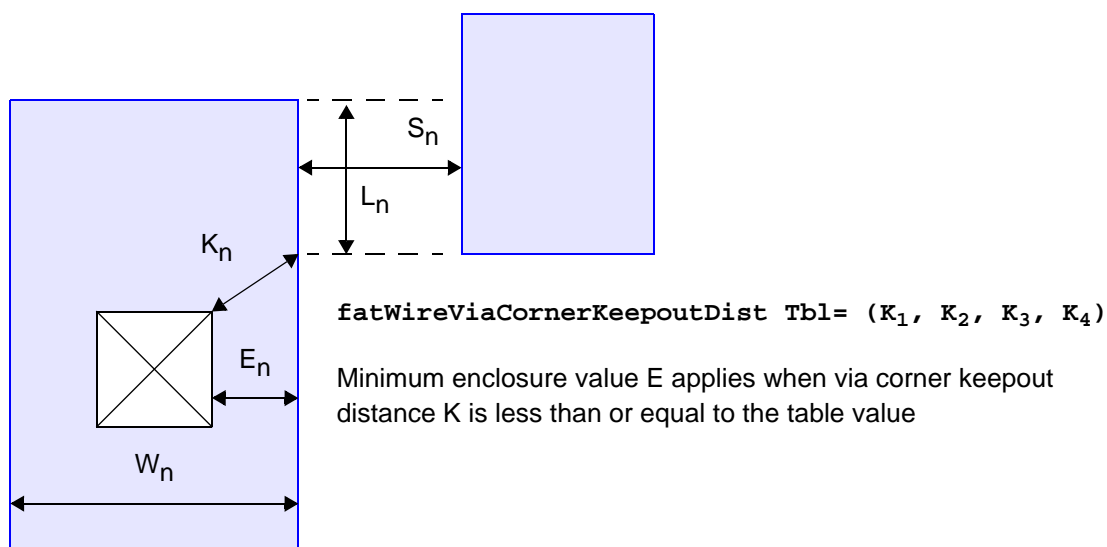 Sn
Ln
Kn
fatWireViaCornerKeepoutDist Tbl= (K1, K2, K3, K4)
En
Minimum enclosure value E applies when via corner keepout
distance K is less than or equal to the table value
Wn